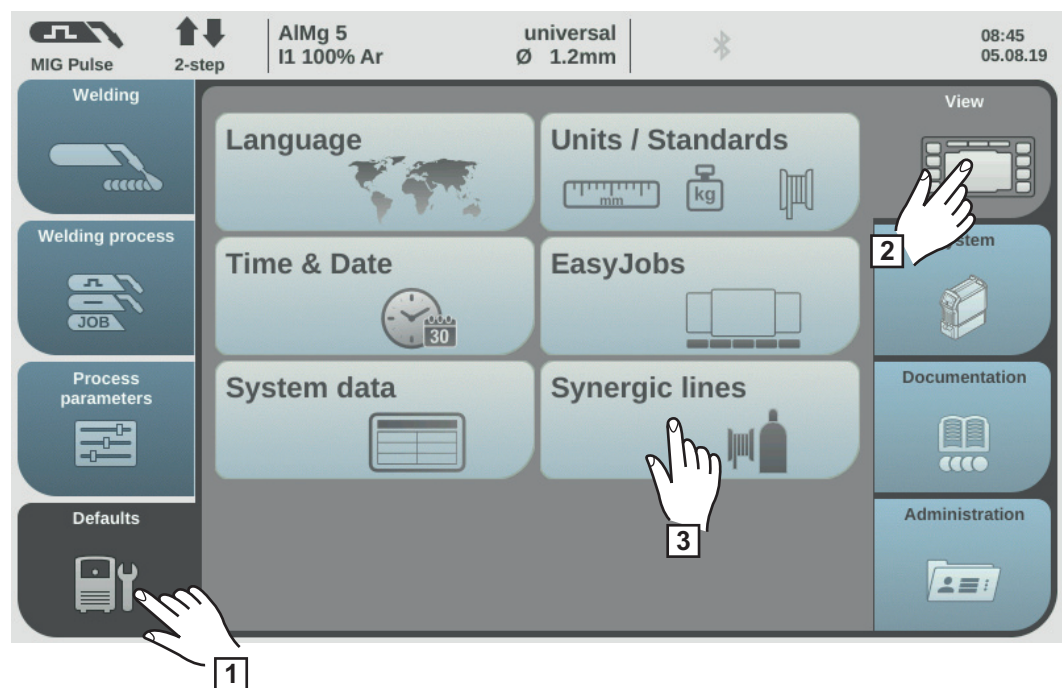 MIG Pulse
2-step
AlMg 5
I1 100% Ar
universal
Ø 1.2mm
08:45
05.08.19
Welding
Welding process
JOB
Process
parameters
Defaults
Language
Units / Standards
mm
kg
Time & Date
30
EasyJobs
System data
Synergic lines
View
Documentation
Administration
1
2
3